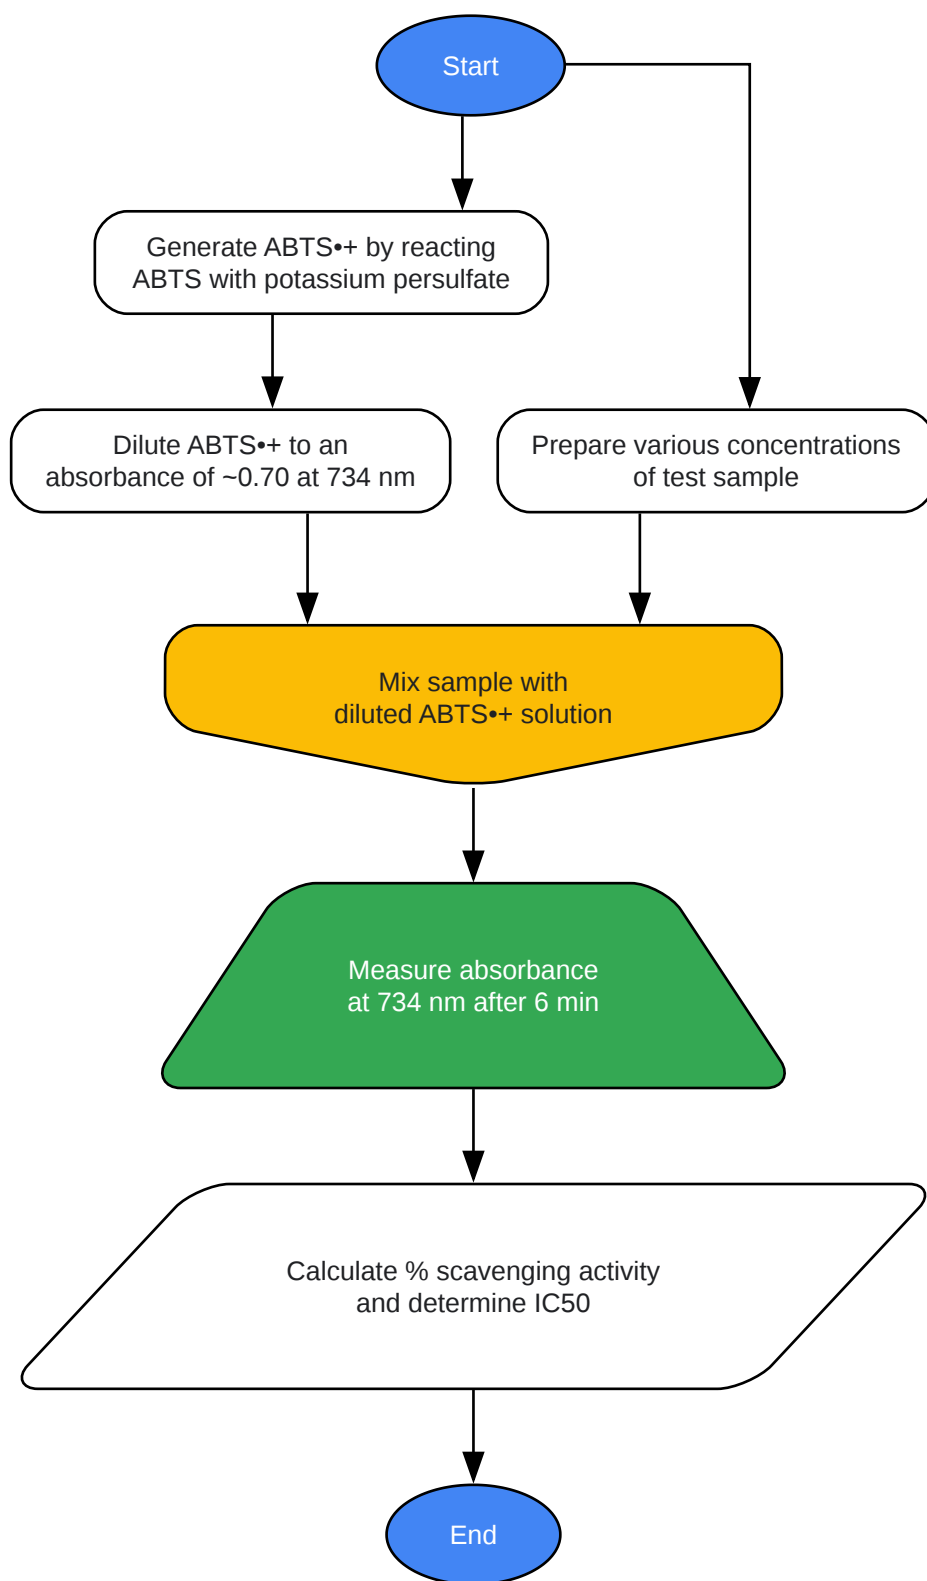 Start
Generate ABTS•+ by reacting
ABTS with potassium persulfate
Dilute ABTS•+ to an
absorbance of ~0.70 at 734 nm
Prepare various concentrations
of test sample
Mix sample with
diluted ABTS•+ solution
Measure absorbance
at 734 nm after 6 min
Calculate % scavenging activity
and determine IC50
End